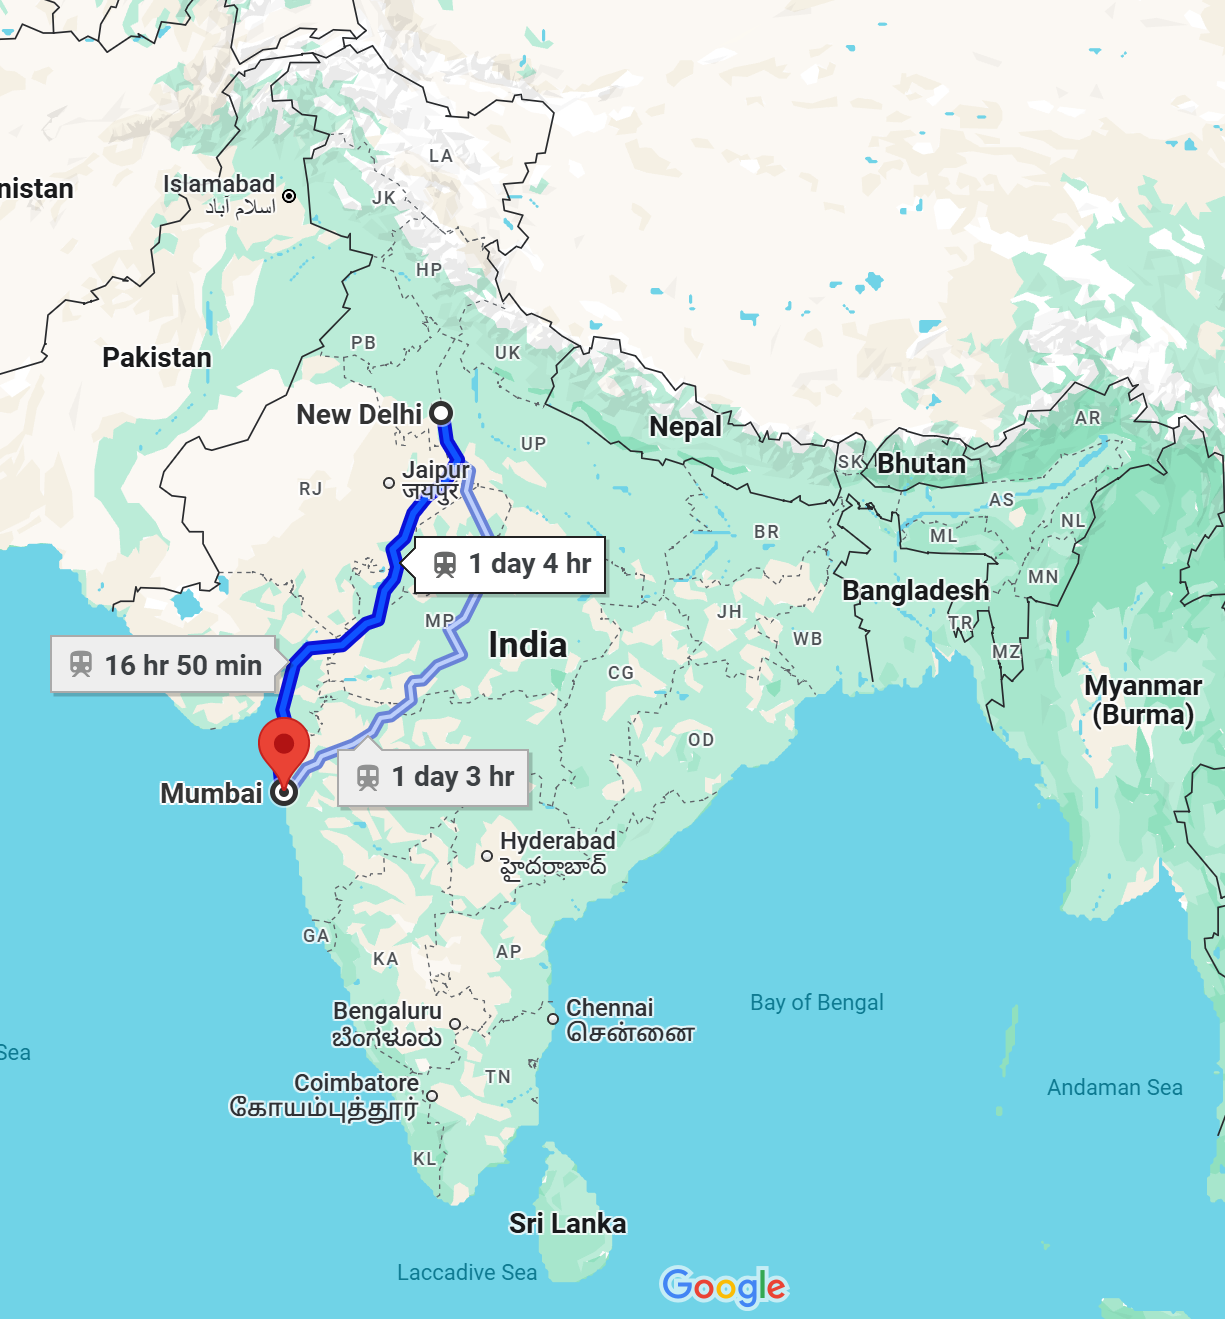 LA
nistan
Islamabad
اسلام آباد
JK
HP
PB
UK
Pakistan
New Delhi
Nepal
AR
UP
SK
Bhutan
Jaipur
जयपुर
RJ
AS
NL
BR
ML
1 day 4 hr
MN
Bangladesh
JH
MP
TR
WB
India
MZ
16 hr 50 min
CG
Myanmar
(Burma)
OD
1 day 3 hr
Mumbai
Hyderabad
హైదరాబాద్
GA
KA
AP
Bay of Bengal
Bengaluru
ಬೆಂಗಳೂರು
Chennai
சென்னை
Sea
TN
Coimbatore
கோயம்புத்தூர்
Andaman Sea
KL
Sri Lanka
Laccadive Sea
Google